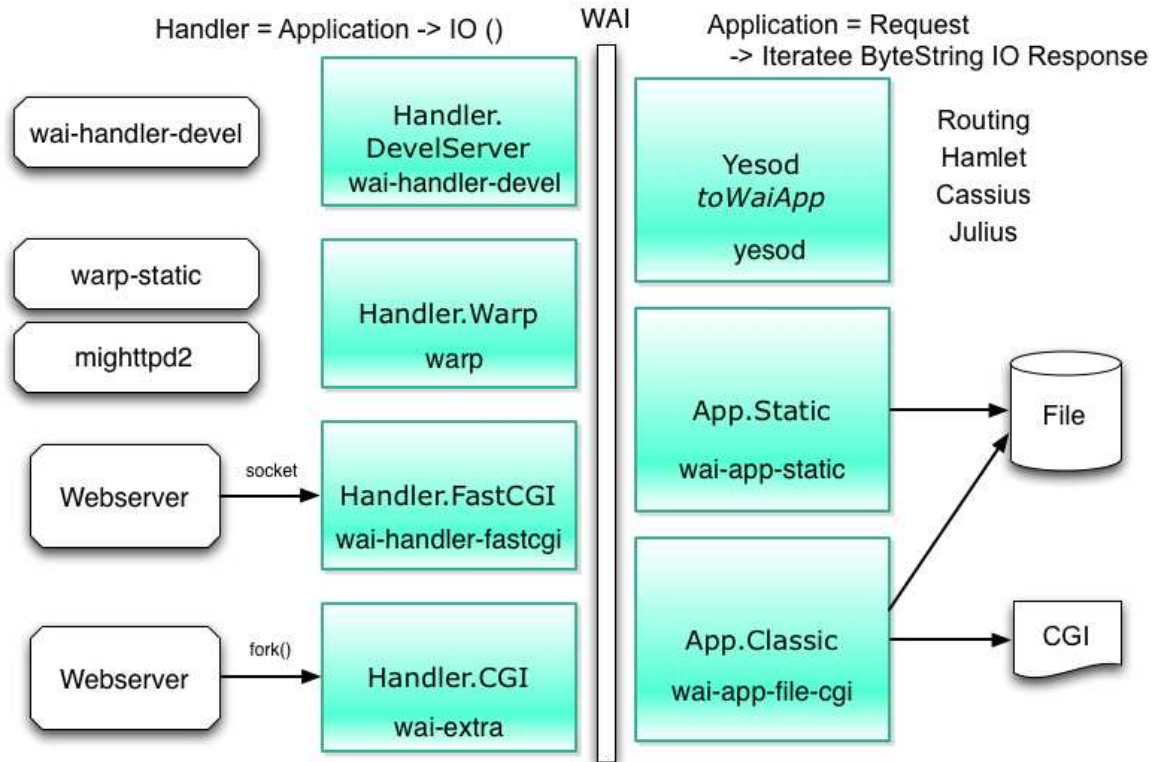 WAI
Handler = Application -> IO ()
Application = Request
-> Iteratee ByteString IO Response
wai-handler-devel
Handler.
DevelServer
wai-handler-devel
warp-static
mighttpd2
Handler.Warp
warp
Webserver
socket
Handler.FastCGI
wai-handler-fastcgi
Webserver
fork()
Handler.CGI
wai-extra
Yesod
toWaiApp
yesod
Routing
Hamlet
Cassius
Julius
App.Static
wai-app-static
File
App.Classic
wai-app-file-cgi
CGI